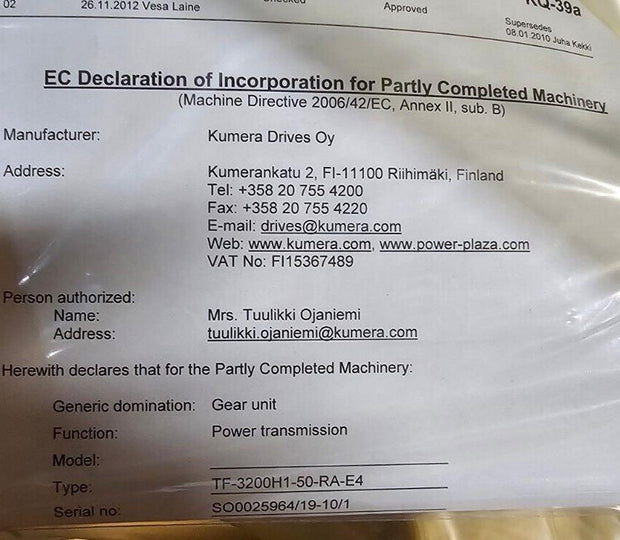 02 26.11.2012 Vesa Laine Checked Approved KQ-39a
Supersedes
08.01.2010 Juha Kekki
EC Declaration of Incorporation for Partly Completed Machinery
(Machine Directive 2006/42/EC, Annex II, sub. B)
Manufacturer: Kumera Drives Oy
Address: Kumerankatu 2, FI-11100 Riihimäki, Finland
Tel: +358 20 755 4200
Fax: +358 20 755 4220
E-mail: drives@kumera.com
Web: www.kumera.com, www.power-plaza.com
VAT No: FI15367489
Person authorized:
Name: Mrs. Tuulikki Ojaniemi
Address: tuulikki.ojaniemi@kumera.com
Herewith declares that for the Partly Completed Machinery:
Generic domination: Gear unit
Function: Power transmission
Model:
Type: TF-3200H1-50-RA-E4
Serial no: SO0025964/19-10/1